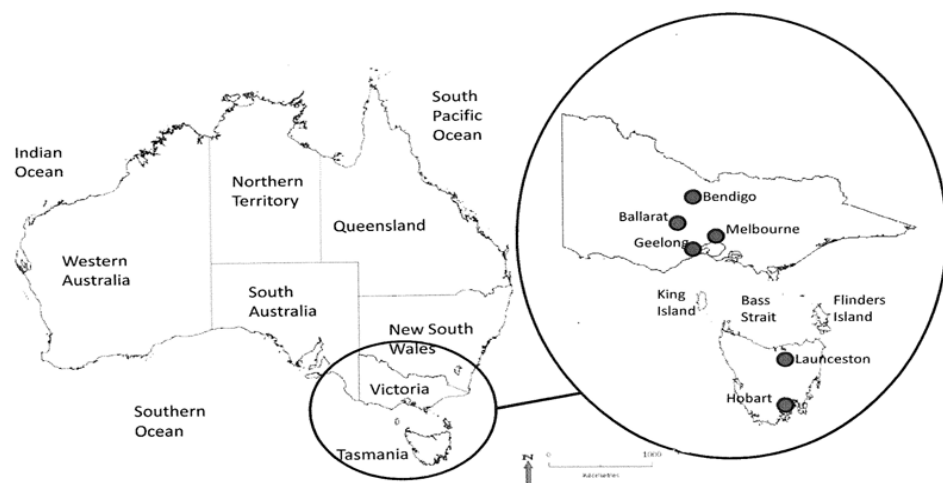 South
Pacific
Ocean
Indian
Ocean
Northern
Territory
Queensland
Western
Australia
South
Australia
New South
Wales
Victoria
Tasmania
Southern
Ocean
Bendigo
Ballarat
Melbourne
Geelong
King
Island
Bass
Strait
Flinders
Island
Launceston
Hobart
N
0
1000
Kilometres